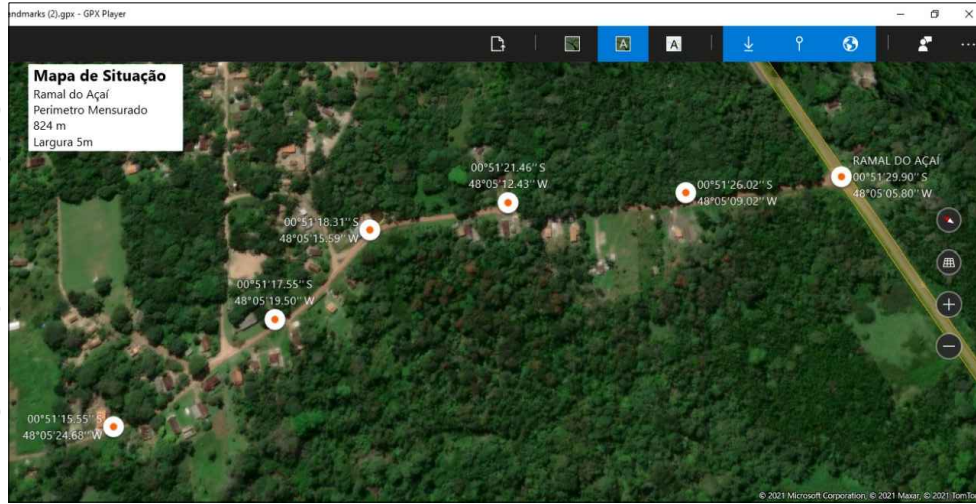 andmarks (2).gpx - GPX Player
A
A
Mapa de Situação
Ramal do Açaí
Perimetro Mensurado
824 m
Largura 5m
RAMAL DO AÇAÍ
00°51'29.90'' S
48°05'05.80'' W
00°51'21.46'' S
48°05'12.43'' W
00°51'26.02'' S
48°05'09.02'' W
00°51'18.31'' S
48°05'15.59'' W
00°51'17.55'' S
48°05'19.50'' W
00°51'15.55'' S
48°05'24.68'' W
© 2021 Microsoft Corporation, © 2021 Maxar, © 2021 TomTo